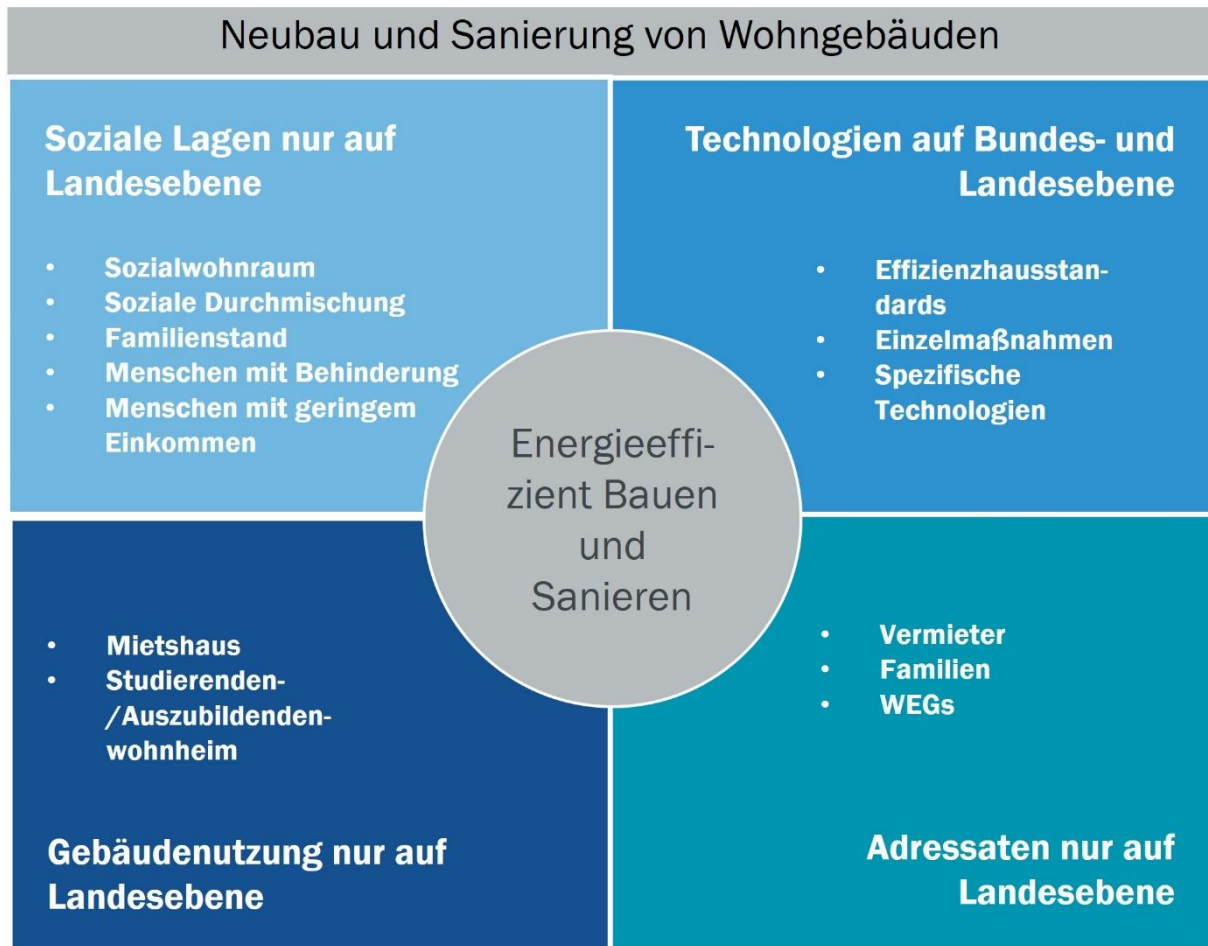 Neubau und Sanierung von Wohngebäuden
Soziale Lagen nur auf
Landesebene
• Sozialwohnraum
• Soziale Durchmischung
• Familienstand
• Menschen mit Behinderung
• Menschen mit geringem
Einkommen
Technologien auf Bundes- und
Landesebene
• Effizienzhausstan-
dards
• Einzelmaßnahmen
• Spezifische
Technologien
Energieeffi-
zient Bauen
und
Sanieren
• Mietshaus
• Studierenden-
/Auszubildenden-
wohnheim
Gebäudenutzung nur auf
Landesebene
• Vermieter
• Familien
• WEGs
Adressaten nur auf
Landesebene